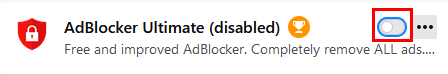 AdBlocker Ultimate (disabled)
Free and improved AdBlocker. Completely remove ALL ads....